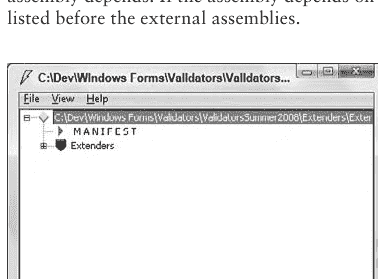 assembly depends. If the assembly depends on
listed before the external assemblies.
C:\Dev\Windows Forms\Validators\Validators...
File View Help
C:\Dev\Windows Forms\Validators\ValidatorsSummer2008\Extenders\Exter
MANIFEST
Extenders